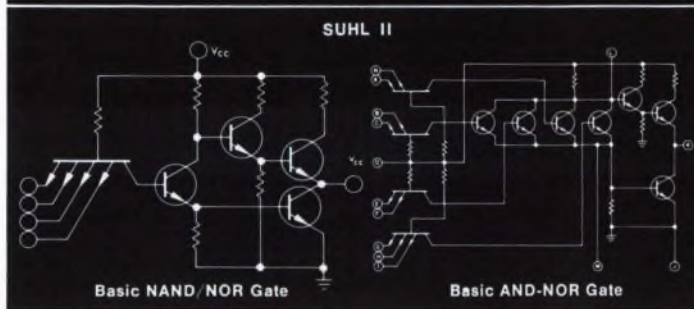 SUHL II
Vcc
Vcc
Basic NAND/NOR Gate
Basic AND-NOR Gate